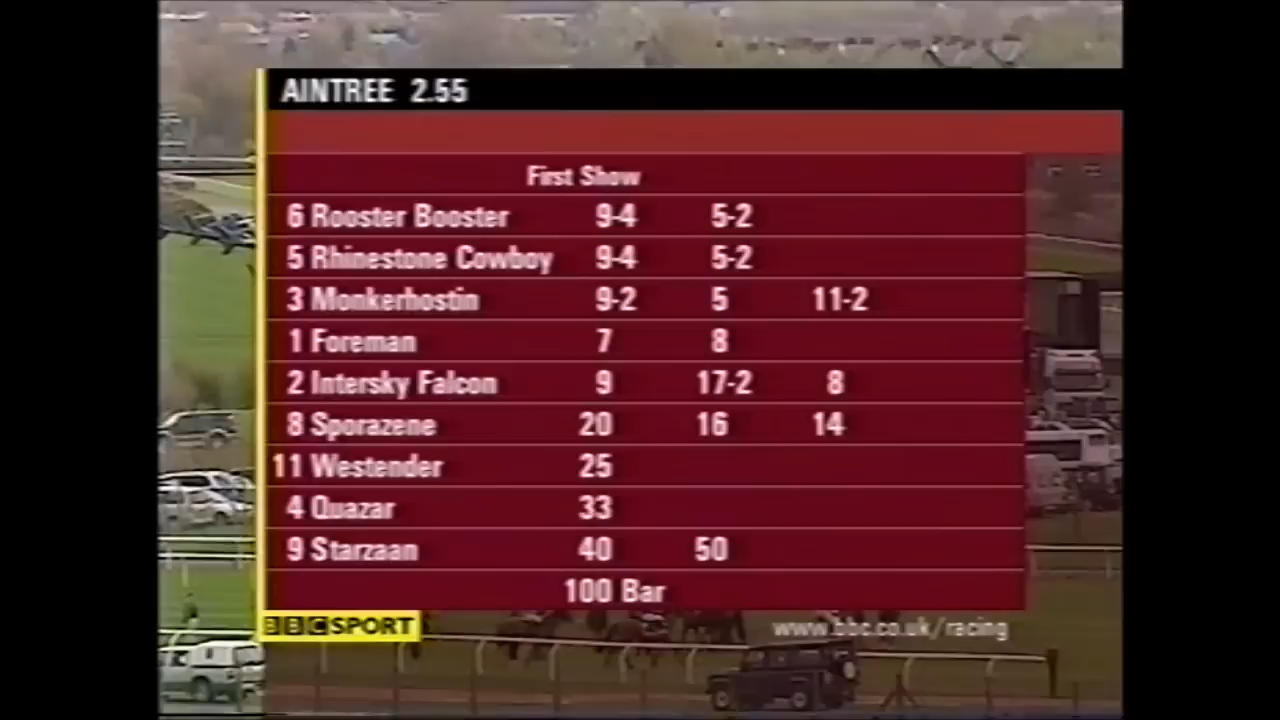 AINTREE 2.55
First Show
6 Rooster Booster 9-4 5-2
5 Rhinestone Cowboy 9-4 5-2
3 Monkerhostin 9-2 5 11-2
1 Foreman 7 8
2 Intersky Falcon 9 17-2 8
8 Sporazene 20 16 14
11 Westender 25
4 Quazar 33
9 Starzaan 40 50
100 Bar
BBC SPORT www.bbc.co.uk/racing